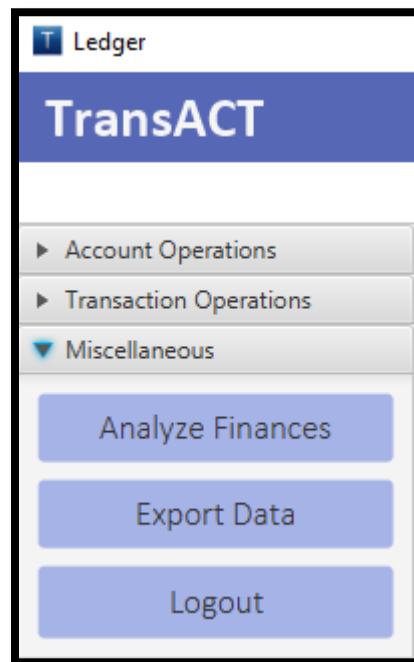 T Ledger
TransACT
Account Operations
Transaction Operations
Miscellaneous
Analyze Finances
Export Data
Logout